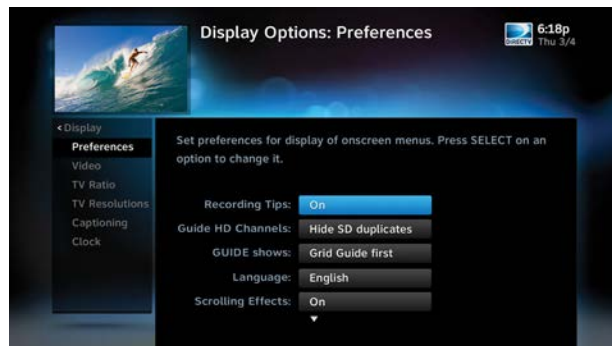 Display Options: Preferences
DIRECTV
6:18p
Thu 3/4
Display
Preferences
Video
TV Ratio
TV Resolutions
Captioning
Clock
Set preferences for display of onscreen menus. Press SELECT on an
option to change it.
Recording Tips: On
Guide HD Channels: Hide SD duplicates
GUIDE shows: Grid Guide first
Language: English
Scrolling Effects: On